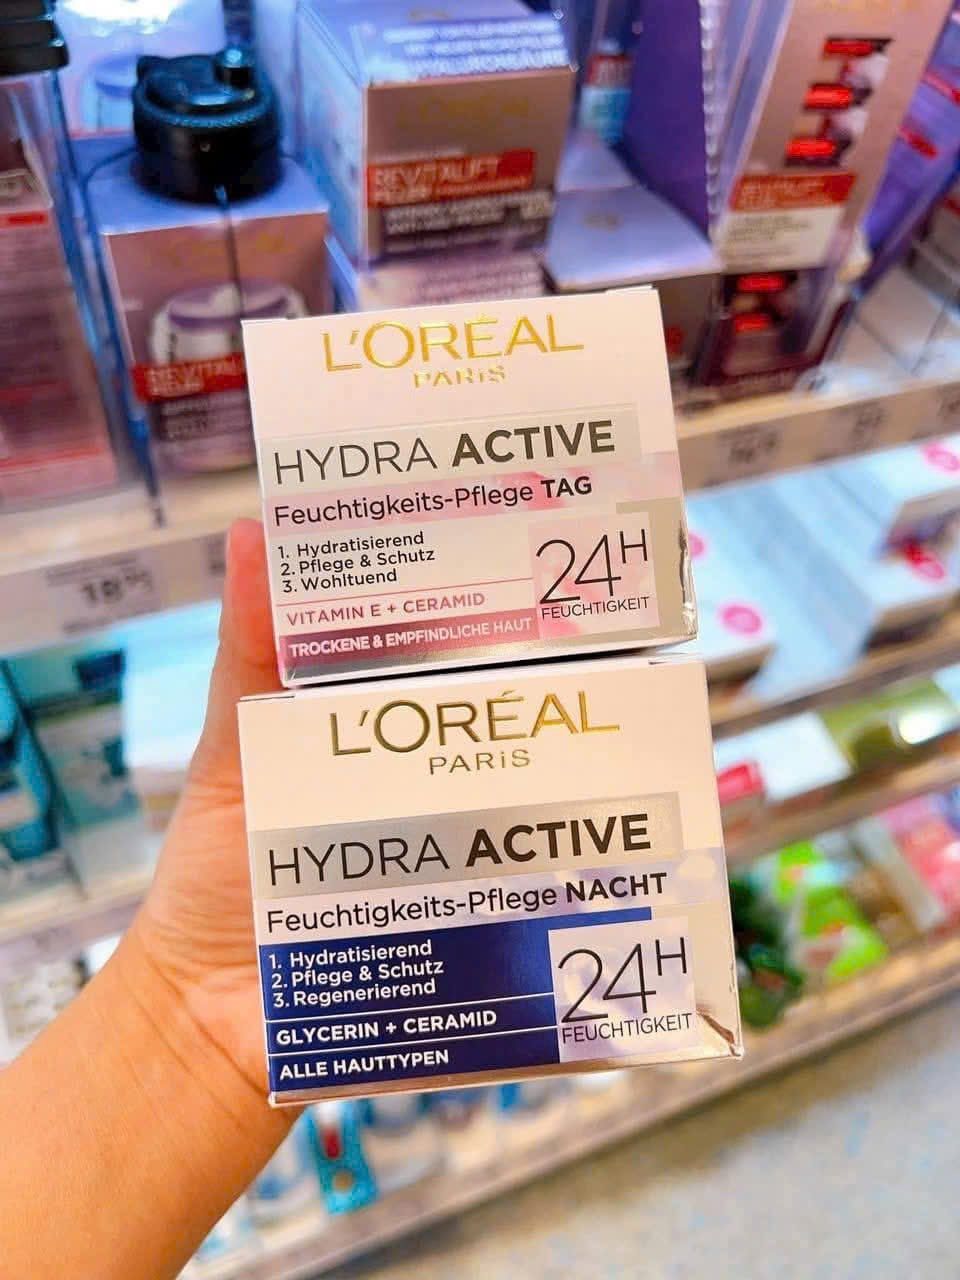 REVITALIFT
FILLER
L'ORÉAL
PARIS
HYDRA ACTIVE
Feuchtigkeits-Pflege TAG
1. Hydratisierend
2. Pflege & Schutz
3. Wohltuend
VITAMIN E + CERAMID
TROCKENE & EMPFINDLICHE HAUT
24H
FEUCHTIGKEIT
L'ORÉAL
PARIS
HYDRA ACTIVE
Feuchtigkeits-Pflege NACHT
1. Hydratisierend
2. Pflege & Schutz
3. Regenerierend
GLYCERIN + CERAMID
ALLE HAUTTYPEN
24H
FEUCHTIGKEIT